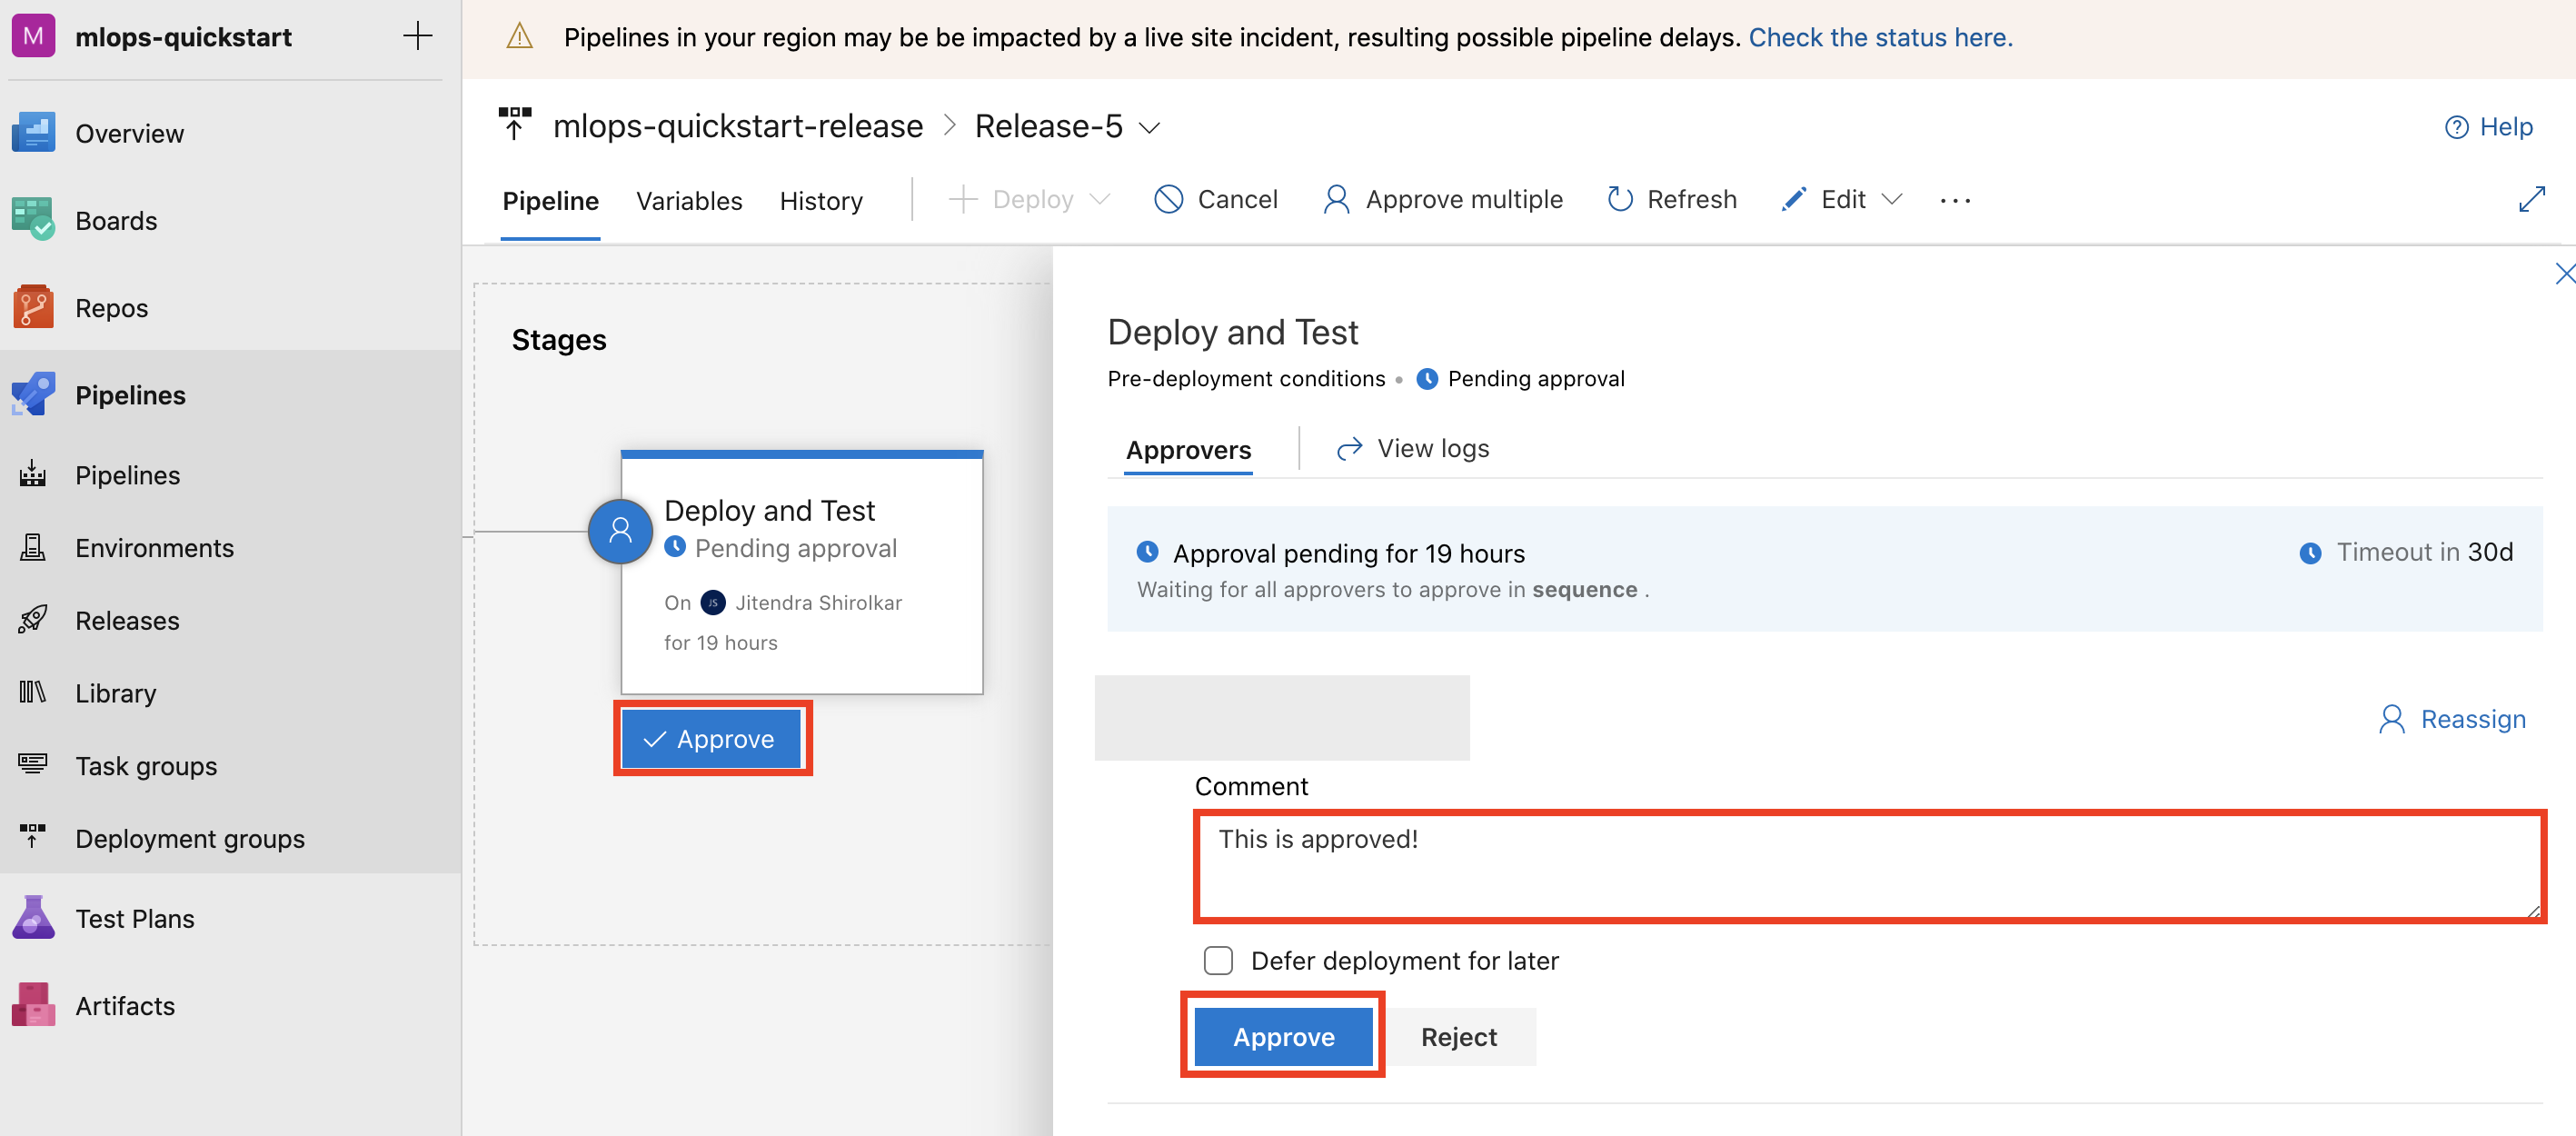 M mlops-quickstart
Overview
Boards
Repos
Pipelines
Pipelines
Environments
Releases
Library
Task groups
Deployment groups
Test Plans
Artifacts
Pipelines in your region may be be impacted by a live site incident, resulting possible pipeline delays. Check the status here.
mlops-quickstart-release > Release-5
Help
Pipeline Variables History Deploy Cancel Approve multiple Refresh Edit ...
Stages
Deploy and Test
Pending approval
On JS Jitendra Shirolkar
for 19 hours
Approve
Deploy and Test
Pre-deployment conditions • Pending approval
Approvers View logs
Approval pending for 19 hours
Timeout in 30d
Waiting for all approvers to approve in sequence .
Reassign
Comment
This is approved!
Defer deployment for later
Approve Reject